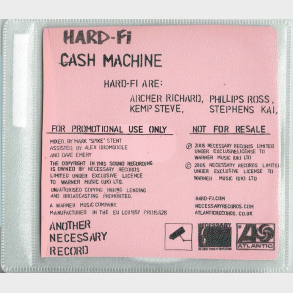 HARD-Fi
CASH MACHINE
HARD-Fi ARE:
ARCHER RICHARD, PHILLIPS ROSS,
KEMP STEVE, STEPHENS KAI,
FOR PROMOTIONAL USE ONLY
NOT FOR RESALE
MIXED BY MARK "SPIKE" STENT
ASSISTED BY ALEX DROMGOOLE
AND DAVE EMERY
THE COPYRIGHT IN THIS SOUND RECORDING
IS OWNED BY NECESSARY RECORDS
LIMITED UNDER EXCLUSIVE LICENCE
TO WARNER MUSIC (UK) LTD.
UNAUTHORISED COPYING HIRING LENDING
AND BROADCASTING PROHIBITED.
A WARNER MUSIC COMPANY
MANUFACTURED IN THE EU
℗ 2005 NECESSARY RECORDS LIMITED
UNDER EXCLUSIVE LICENCE TO
WARNER MUSIC (UK) LTD
© 2005 NECESSARY RECORDS LIMITED
UNDER EXCLUSIVE LICENCE TO
WARNER MUSIC (UK) LTD.
HARD-FI.COM
NECESSARYRECORDS.COM
ATLANTICRECORDS.CO.UK
ANOTHER
NECESSARY
RECORD
ATLANTIC